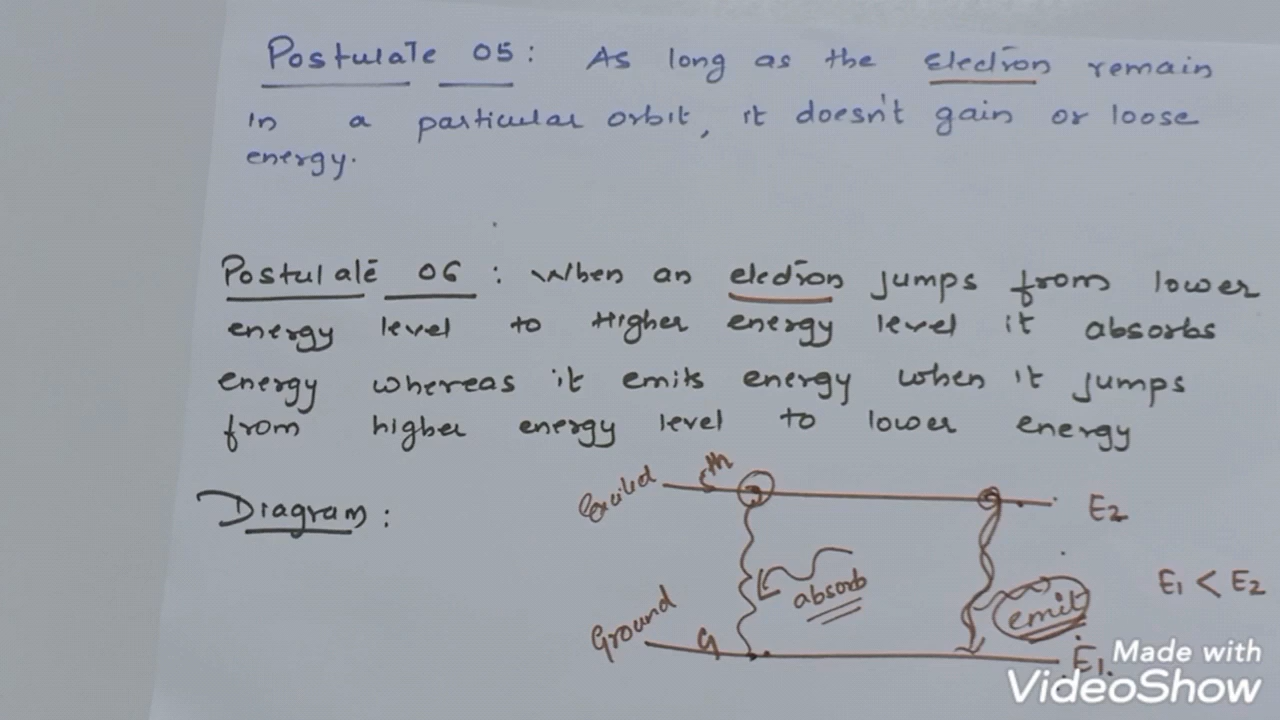 Postulate 05: As long as the electron remain
in a particular orbit, it doesn't gain or loose
energy.
Postulate 06: When an electron jumps from lower
energy level to Higher energy level it absorbs
energy whereas it emits energy when it jumps
from higher energy level to lower energy
Diagram:
Excited
E2
absorb
emit
E1 < E2
Ground
E1.
Made with
VideoShow